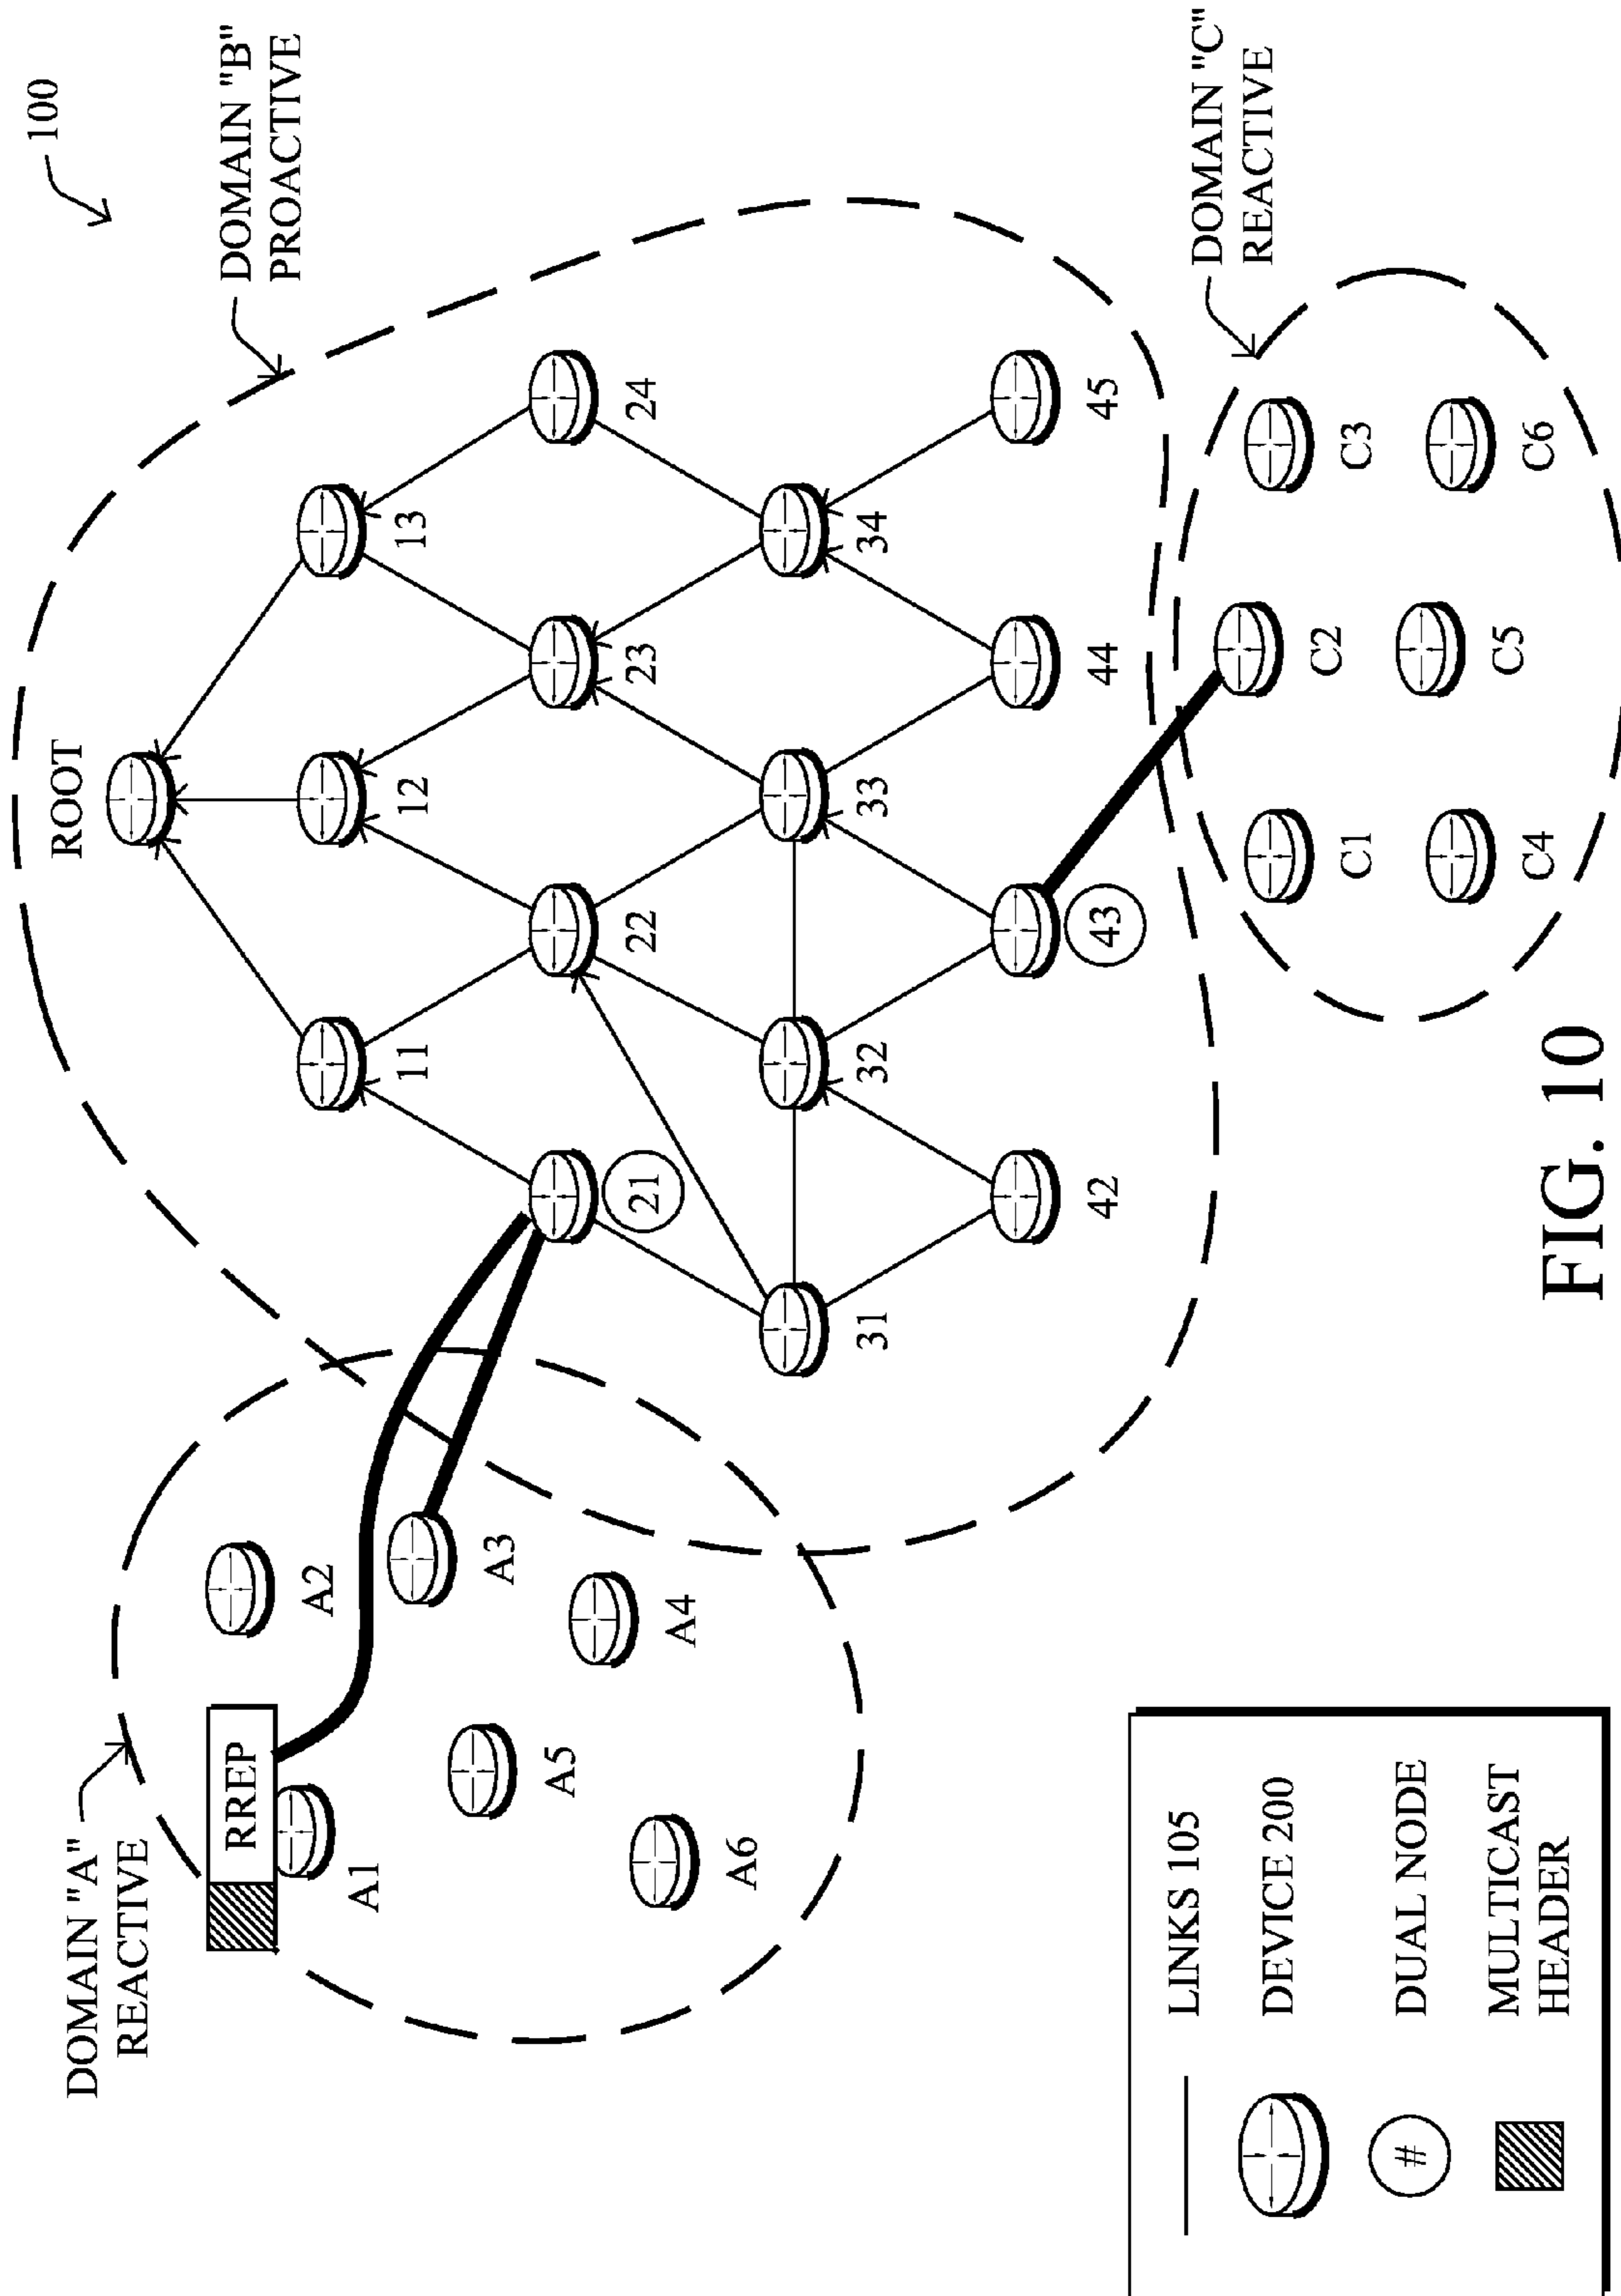 100
DOMAIN "A"
REACTIVE
RREP
A1
A2
A3
A4
A5
A6
DOMAIN "B"
PROACTIVE
ROOT
11
12
13
21
22
23
24
31
32
33
34
42
43
44
45
DOMAIN "C"
REACTIVE
C1
C2
C3
C4
C5
C6
LINKS 105
DEVICE 200
# DUAL NODE
MULTICAST
HEADER
FIG. 10